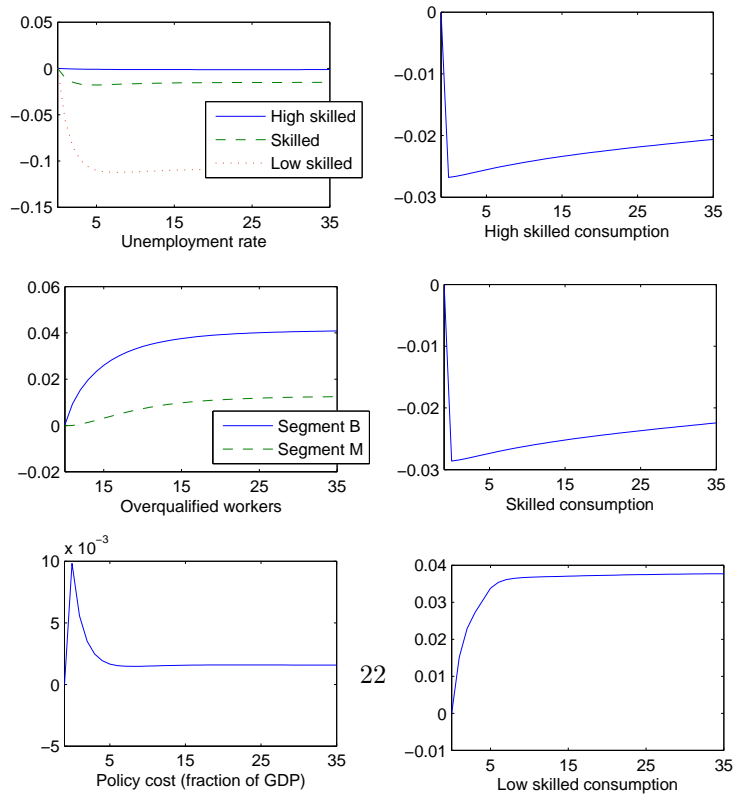 0.05
0
−0.05
−0.1
−0.15
5 15 25 35
Unemployment rate
High skilled
Skilled
Low skilled
0
−0.01
−0.02
−0.03
5 15 25 35
High skilled consumption
0.06
0.04
0.02
0
−0.02
15 15 25 35
Overqualified workers
Segment B
Segment M
0
−0.01
−0.02
−0.03
5 15 25 35
Skilled consumption
x 10−3
10
5
0
−5
5 15 25 35
Policy cost (fraction of GDP)
22
0.04
0.03
0.02
0.01
0
−0.01
5 15 25 35
Low skilled consumption